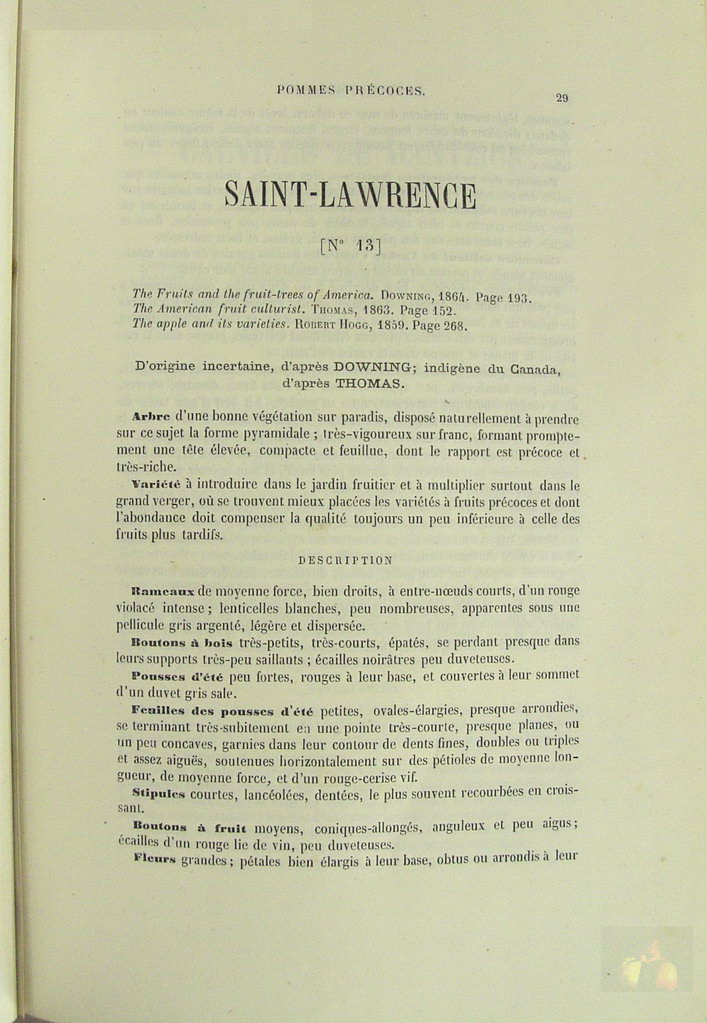 POMMES PRÉCOCES.
29
SAINT-LAWRENCE
[N° 13]
The Fruits and the fruit-trees of America. DOWNING, 1864. Page 193.
The American fruit culturist. THOMAS, 1863. Page 152.
The apple and its varieties. ROBERT HOGG, 1859. Page 268.
D'origine incertaine, d'après DOWNING; indigène du Canada,
d'après THOMAS.
Arbre d'une bonne végétation sur paradis, disposé naturellement à prendre
sur ce sujet la forme pyramidale ; très-vigoureux sur franc, formant prompte-
ment une tête élevée, compacte et feuillue, dont le rapport est précoce et
très-riche.
Variété à introduire dans le jardin fruitier et à multiplier surtout dans le
grand verger, où se trouvent mieux placées les variétés à fruits précoces et dont
l'abondance doit compenser la qualité toujours un peu inférieure à celle des
fruits plus tardifs.
DESCRIPTION
Rameaux de moyenne force, bien droits, à entre-nœuds courts, d'un rouge
violacé intense ; lenticelles blanches, peu nombreuses, apparentes sous une
pellicule gris argenté, légère et dispersée.
Boutons à bois très-petits, très-courts, épatés, se perdant presque dans
leurs supports très-peu saillants ; écailles noirâtres peu duveteuses.
Pousses d'été peu fortes, rouges à leur base, et couvertes à leur sommet
d'un duvet gris sale.
Feuilles des pousses d'été petites, ovales-élargies, presque arrondies,
se terminant très-subitement en une pointe très-courte, presque planes, ou
un peu concaves, garnies dans leur contour de dents fines, doubles ou triples
et assez aiguës, soutenues horizontalement sur des pétioles de moyenne lon-
gueur, de moyenne force, et d'un rouge-cerise vif.
Stipules courtes, lancéolées, dentées, le plus souvent recourbées en crois-
sant.
Boutons à fruit moyens, coniques-allongés, anguleux et peu aigus ;
écailles d'un rouge lie de vin, peu duveteuses.
Fleurs grandes ; pétales bien élargis à leur base, obtus ou arrondis à leur